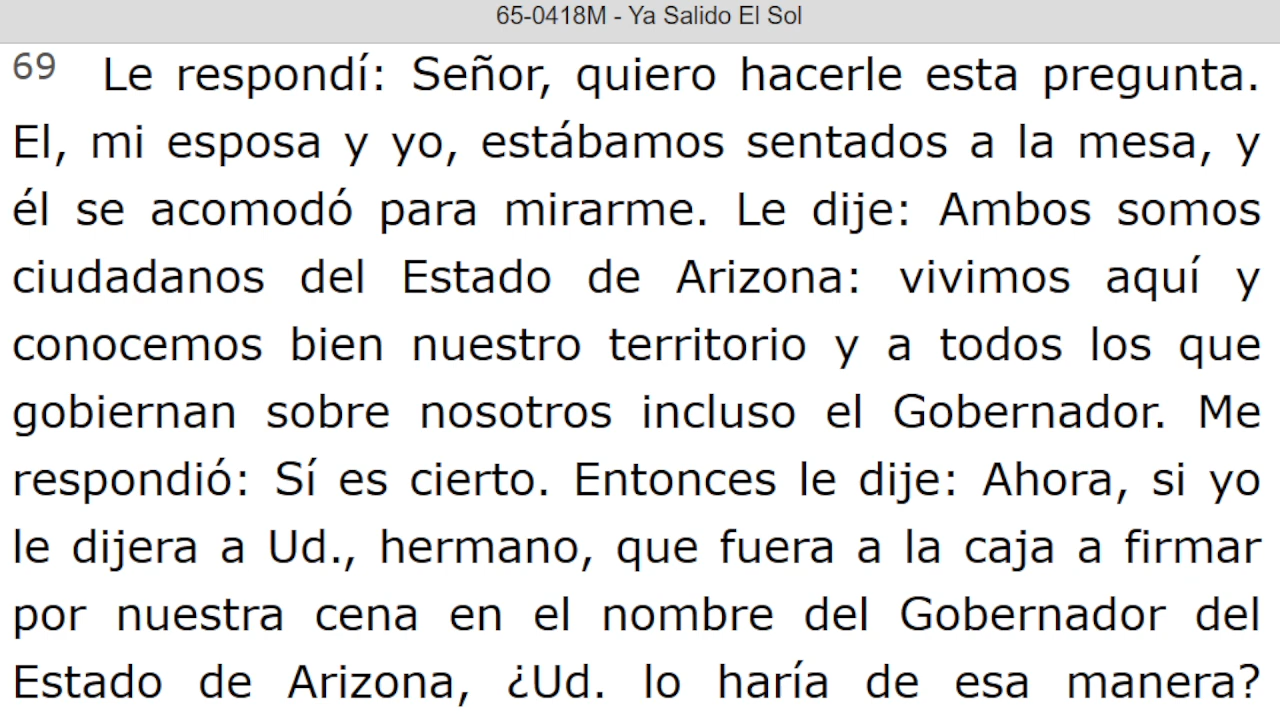 65-0418M - Ya Salido El Sol
69 Le respondí: Señor, quiero hacerle esta pregunta.
El, mi esposa y yo, estábamos sentados a la mesa, y
él se acomodó para mirarme. Le dije: Ambos somos
ciudadanos del Estado de Arizona: vivimos aquí y
conocemos bien nuestro territorio y a todos los que
gobiernan sobre nosotros incluso el Gobernador. Me
respondió: Sí es cierto. Entonces le dije: Ahora, si yo
le dijera a Ud., hermano, que fuera a la caja a firmar
por nuestra cena en el nombre del Gobernador del
Estado de Arizona, ¿Ud. lo haría de esa manera?